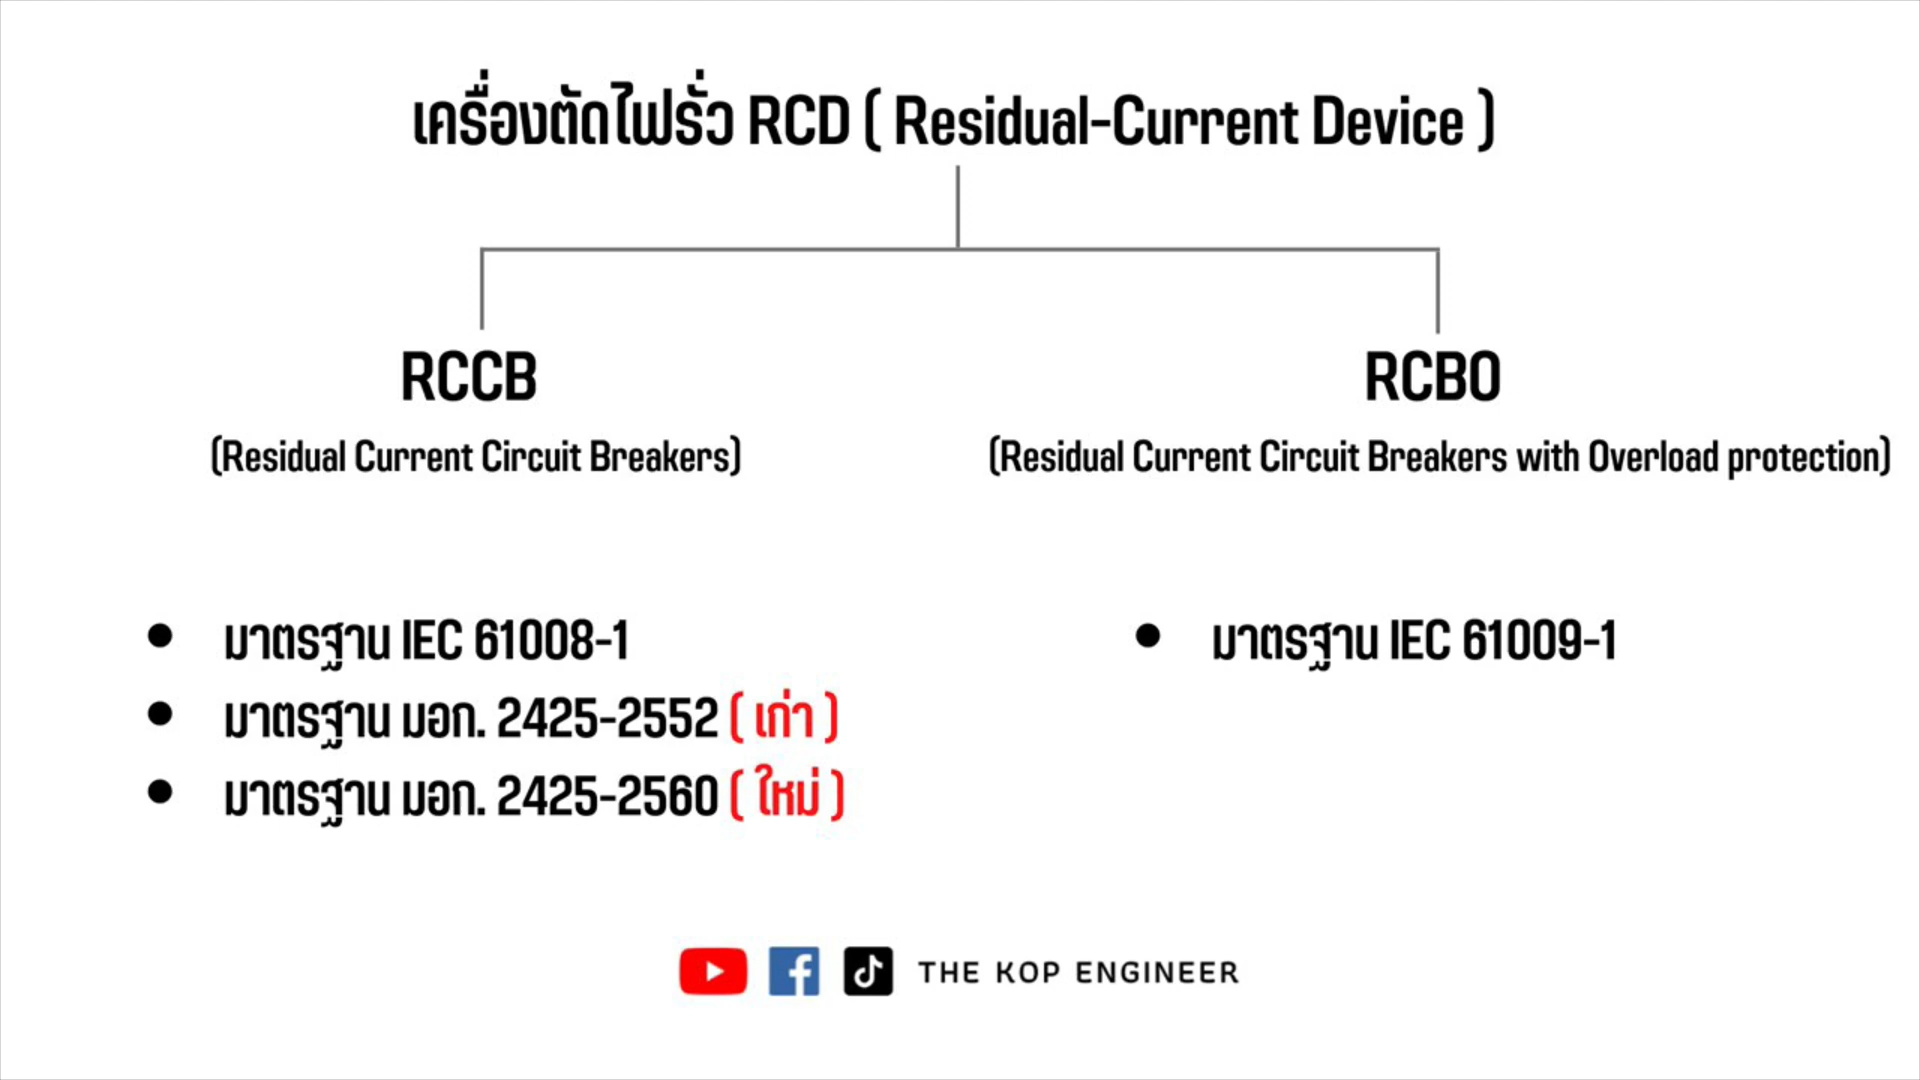 เครื่องตัดไฟรั่ว RCD ( Residual-Current Device )
RCCB
(Residual Current Circuit Breakers)
RCBO
(Residual Current Circuit Breakers with Overload protection)
• มาตรฐาน IEC 61008-1
• มาตรฐาน มอก. 2425-2552 ( เก่า )
• มาตรฐาน มอก. 2425-2560 ( ใหม่ )
• มาตรฐาน IEC 61009-1
THE KOP ENGINEER